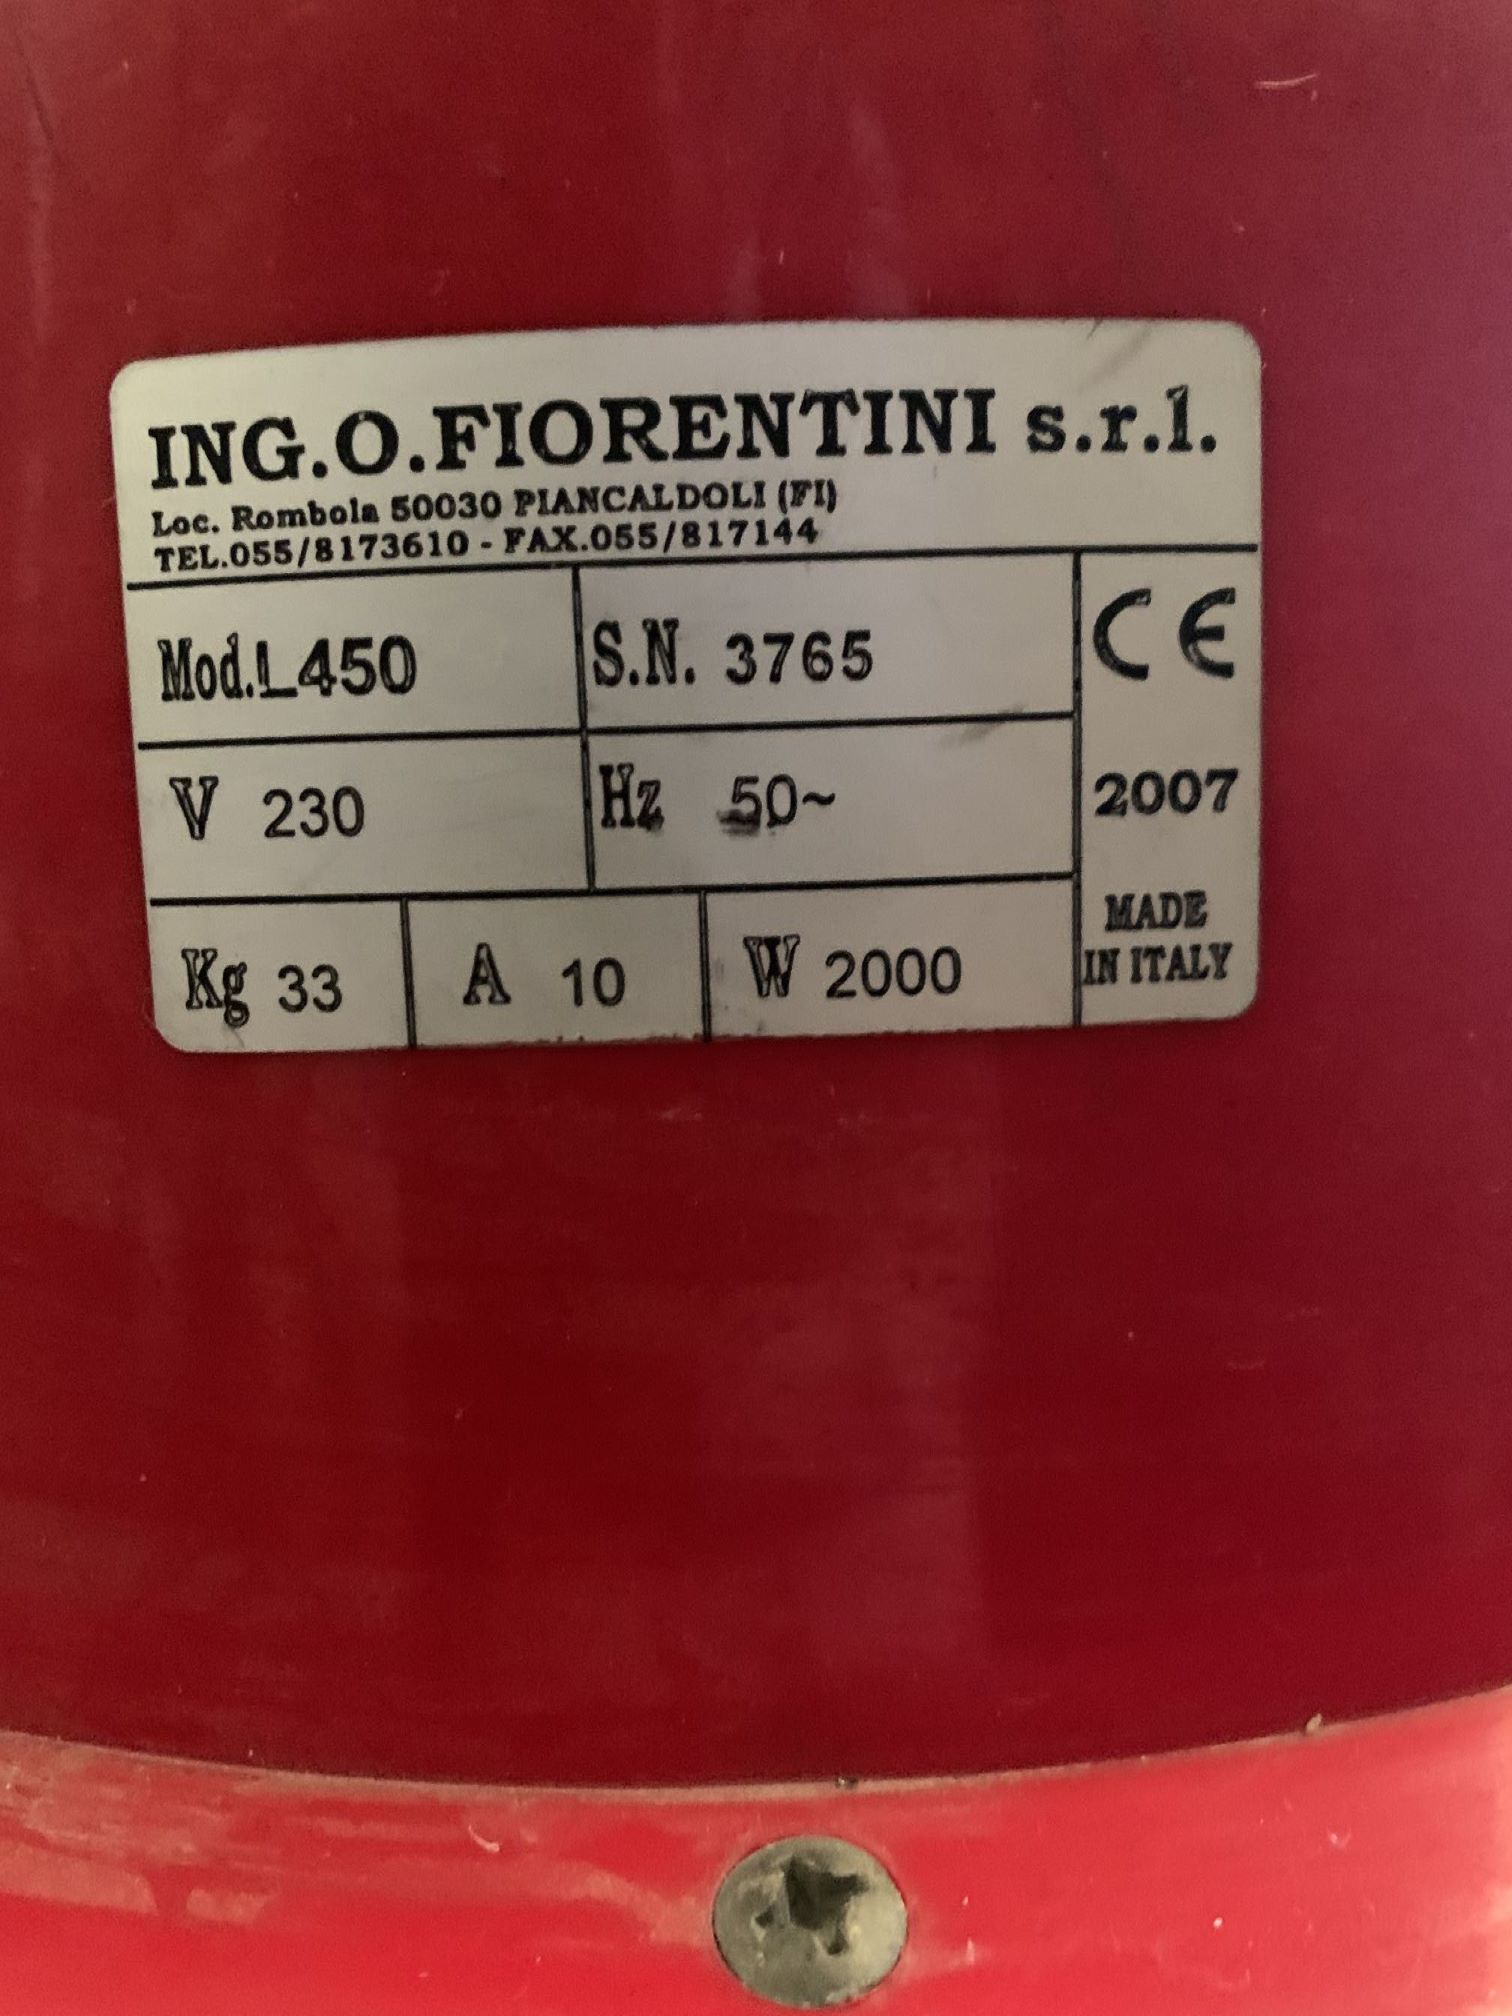 ING.O.FIORENTINI s.r.l.
Loc. Rombola 50030 PIANCALDOLI (FI)
TEL.055/8173610 - FAX.055/817144
Mod.L450
S.N. 3765
CE
V 230
Hz 50~
2007
Kg 33
A 10
W 2000
MADE
IN ITALY